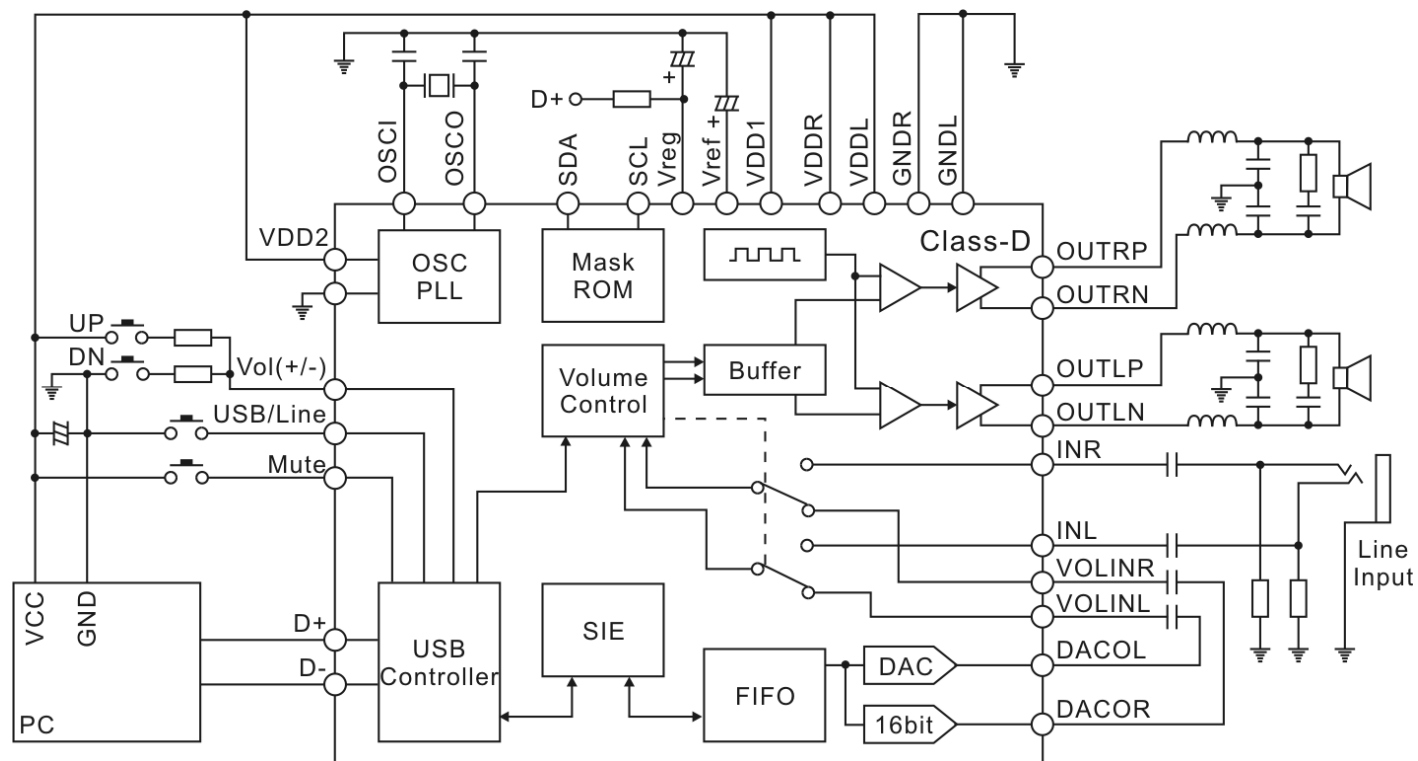 D+
+
OSCI
OSCO
SDA
SCL
Vreg
Vref +
VDD1
VDDR
VDDL
GNDR
GNDL
VDD2
OSC
PLL
Mask
ROM
Class-D
OUTRP
OUTRN
UP
DN
Vol(+/-)
USB/Line
Mute
Volume
Control
Buffer
OUTLP
OUTLN
INR
INL
VOLINR
VOLINL
DACOL
DACOR
Line
Input
VCC
GND
PC
D+
D-
USB
Controller
SIE
FIFO
DAC
16bit